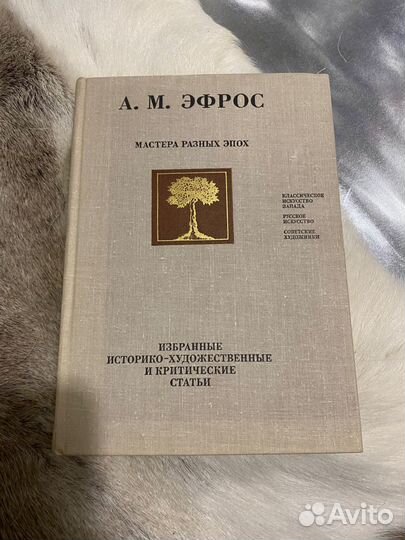 А. М. ЭФРОС
МАСТЕРА РАЗНЫХ ЭПОХ
КЛАССИЧЕСКОЕ
ИСКУССТВО
ЗАПАДА
РУССКОЕ
ИСКУССТВО
СОВЕТСКИЕ
ХУДОЖНИКИ
ИЗБРАННЫЕ
ИСТОРИКО-ХУДОЖЕСТВЕННЫЕ
И КРИТИЧЕСКИЕ
СТАТЬИ
Avito